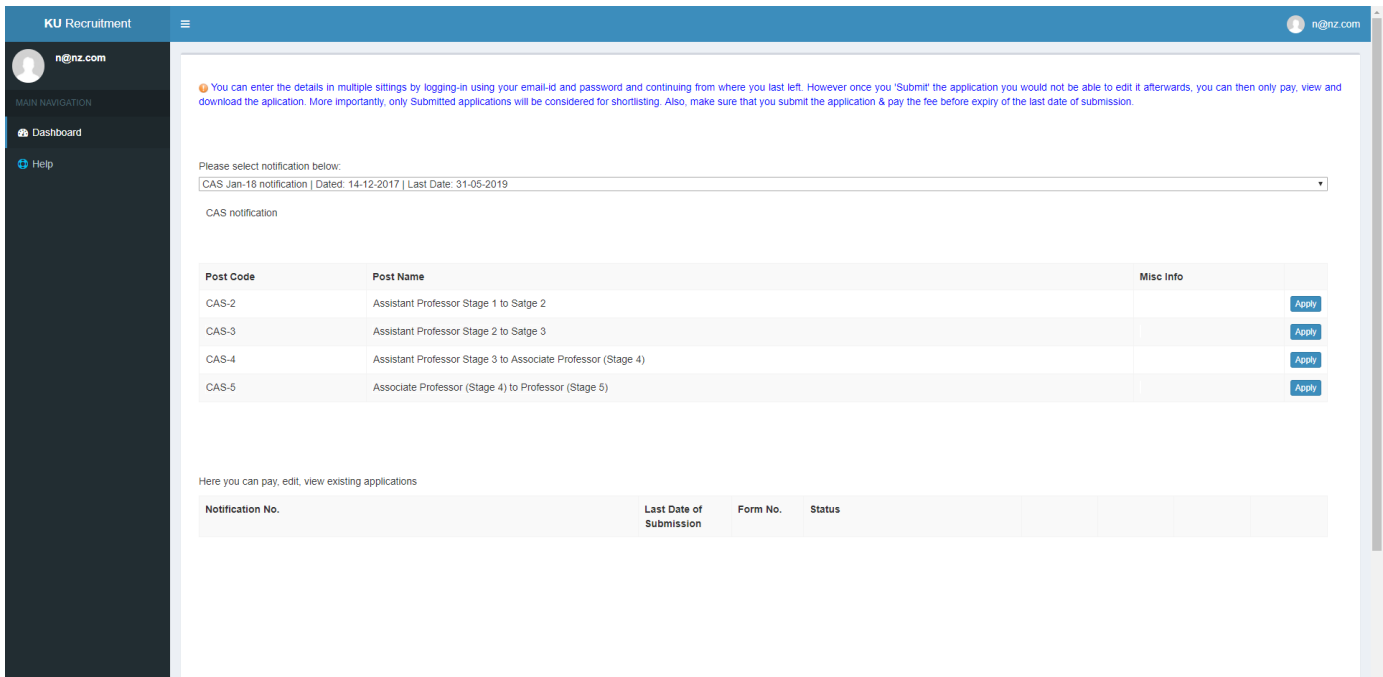 KU Recruitment
n@nz.com
n@nz.com
MAIN NAVIGATION
Dashboard
Help
You can enter the details in multiple sittings by logging-in using your email-id and password and continuing from where you last left. However once you 'Submit' the application you would not be able to edit it afterwards, you can then only pay, view and
download the aplication. More importantly, only Submitted applications will be considered for shortlisting. Also, make sure that you submit the application & pay the fee before expiry of the last date of submission.
Please select notification below:
CAS Jan-18 notification | Dated: 14-12-2017 | Last Date: 31-05-2019
CAS notification
Post Code Post Name Misc Info
CAS-2 Assistant Professor Stage 1 to Satge 2 Apply
CAS-3 Assistant Professor Stage 2 to Satge 3 Apply
CAS-4 Assistant Professor Stage 3 to Associate Professor (Stage 4) Apply
CAS-5 Associate Professor (Stage 4) to Professor (Stage 5) Apply
Here you can pay, edit, view existing applications
Notification No. Last Date of Submission Form No. Status